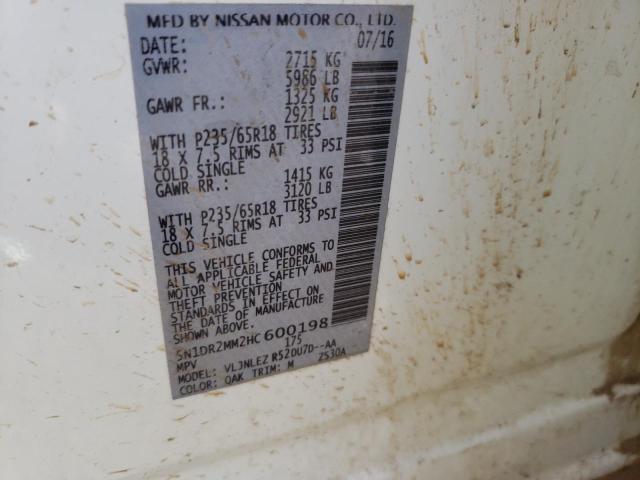 MFD BY NISSAN MOTOR CO., LTD.
DATE: 07/16
GVWR: 2715 KG
5986 LB
GAWR FR.: 1325 KG
2921 LB
WITH P235/65R18 TIRES
18 X 7.5 RIMS AT 33 PSI
COLD SINGLE
GAWR RR.: 1415 KG
3120 LB
WITH P235/65R18 TIRES
18 X 7.5 RIMS AT 33 PSI
COLD SINGLE
THIS VEHICLE CONFORMS TO
ALL APPLICABLE FEDERAL
MOTOR VEHICLE SAFETY AND
THEFT PREVENTION
STANDARDS IN EFFECT ON
THE DATE OF MANUFACTURE
SHOWN ABOVE.
5N1DR2MM2HC600198
MPV 175
MODEL: VLJNLEZ R52DU7D--AA
COLOR: QAK TRIM: M ZS30A